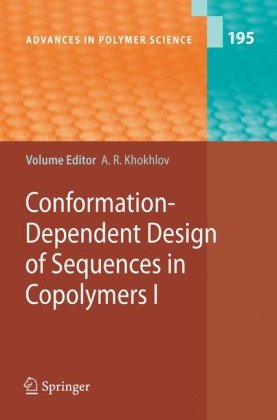 ADVANCES IN POLYMER SCIENCE 195
Volume Editor A. R. Khokhlov
Conformation-
Dependent Design
of Sequences in
Copolymers I
Springer